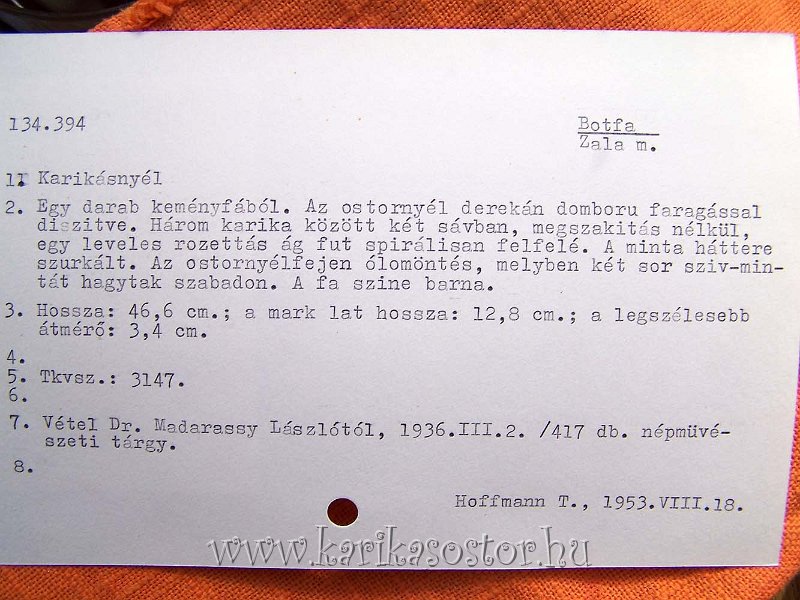 134.394
Botfa
Zala m.
1. Karikásnyél
2. Egy darab keményfából. Az ostornyél derekán domboru faragással
diszitve. Három karika között két sávban, megszakitás nélkül,
egy leveles rozettás ág fut spirálisan felfelé. A minta háttere
szurkált. Az ostornyélfejen ólomöntés, melyben két sor sziv-min-
tát hagytak szabadon. A fa szine barna.
3. Hossza: 46,6 cm.; a mark lat hossza: 12,8 cm.; a legszélesebb
átmérő: 3,4 cm.
4.
5. Tkvsz.: 3147.
6.
7. Vétel Dr. Madarassy Lászlótól, 1936.III.2. /417 db. népmüvé-
szeti tárgy.
8.
Hoffmann T., 1953.VIII.18.
www.karikasostor.hu